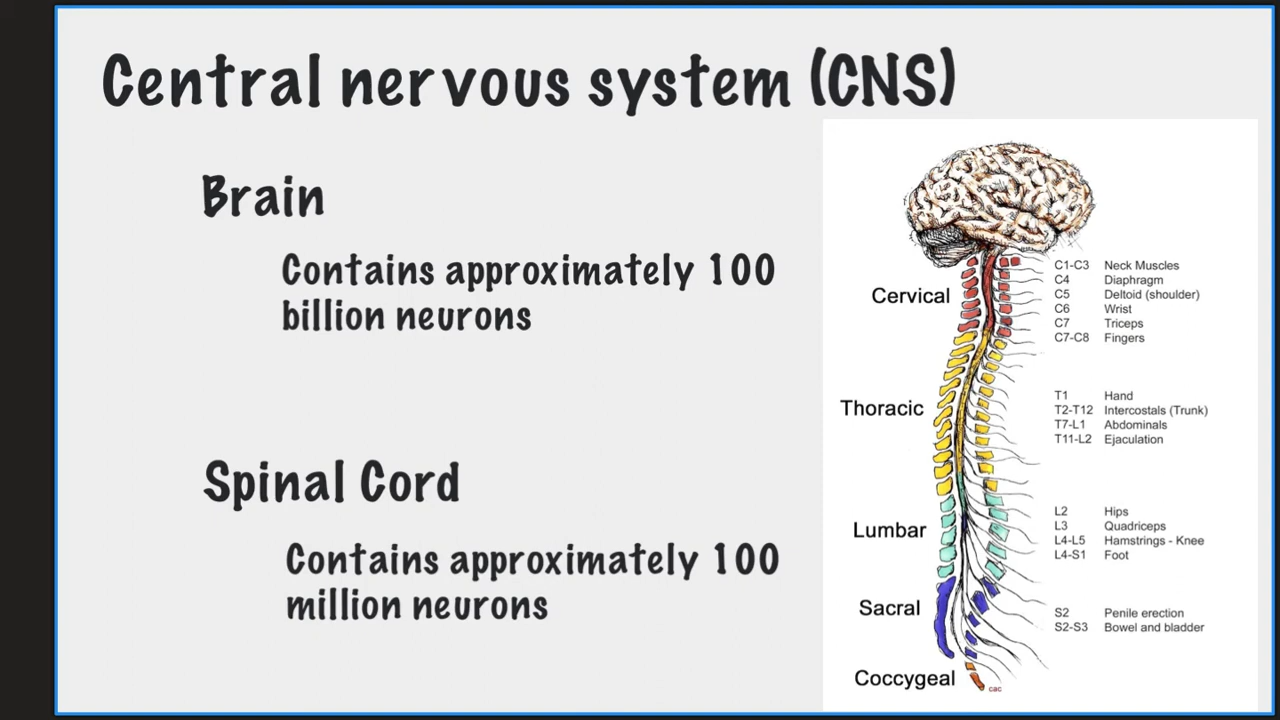 Central nervous system (CNS)
Brain
Contains approximately 100
billion neurons
Spinal Cord
Contains approximately 100
million neurons
Cervical
C1-C3 Neck Muscles
C4 Diaphragm
C5 Deltoid (shoulder)
C6 Wrist
C7 Triceps
C7-C8 Fingers
Thoracic
T1 Hand
T2-T12 Intercostals (Trunk)
T7-L1 Abdominals
T11-L2 Ejaculation
Lumbar
L2 Hips
L3 Quadriceps
L4-L5 Hamstrings - Knee
L4-S1 Foot
Sacral
S2 Penile erection
S2-S3 Bowel and bladder
Coccygeal
cac